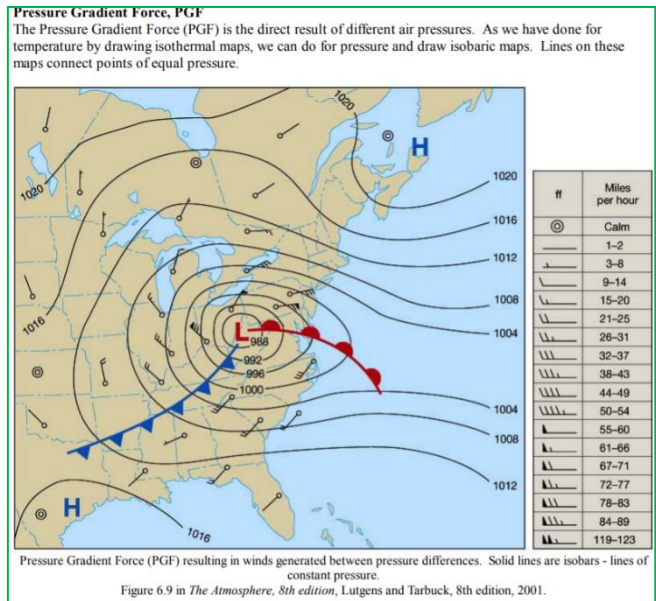 Pressure Gradient Force, PGF
The Pressure Gradient Force (PGF) is the direct result of different air pressures. As we have done for
temperature by drawing isothermal maps, we can do for pressure and draw isobaric maps. Lines on these
maps connect points of equal pressure.
1020
H
1020
1020
1016
1012
1008
1016
1004
L
988
992
996
1000
1004
1008
1012
H
1016
ff
Miles
per hour
Calm
1–2
3–8
9–14
15–20
21–25
26–31
32–37
38–43
44–49
50–54
55–60
61–66
67–71
72–77
78–83
84–89
119–123
Pressure Gradient Force (PGF) resulting in winds generated between pressure differences. Solid lines are isobars - lines of
constant pressure.
Figure 6.9 in The Atmosphere, 8th edition, Lutgens and Tarbuck, 8th edition, 2001.